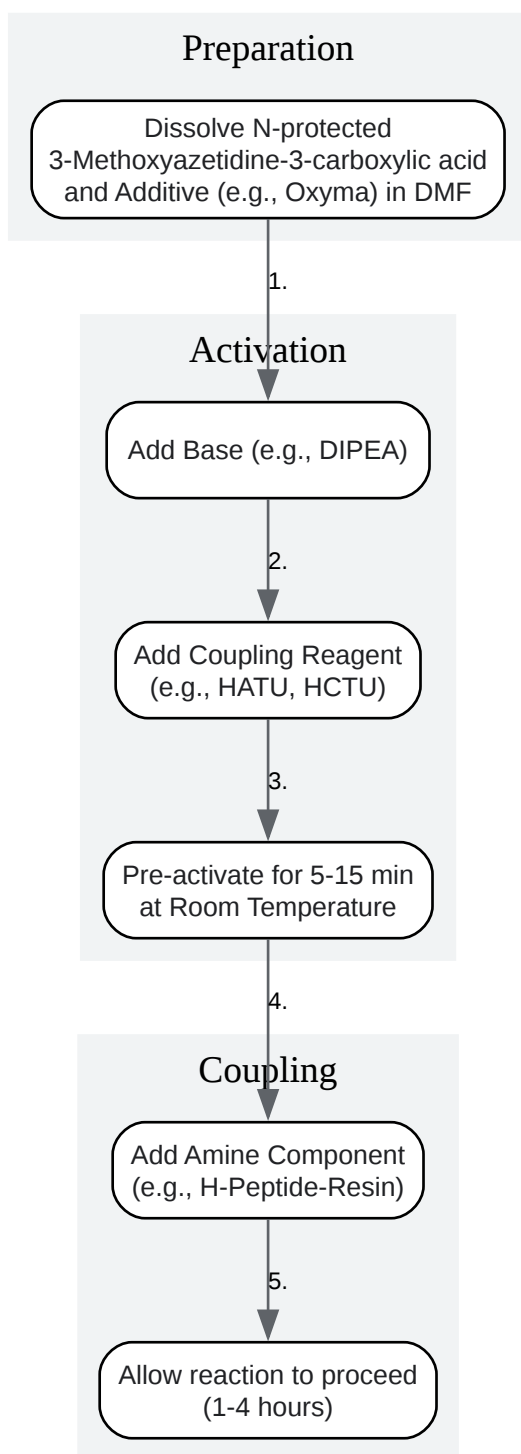 Preparation
Dissolve N-protected
3-Methoxyazetidine-3-carboxylic acid
and Additive (e.g., Oxyma) in DMF
1.
Activation
Add Base (e.g., DIPEA)
2.
Add Coupling Reagent
(e.g., HATU, HCTU)
3.
Pre-activate for 5-15 min
at Room Temperature
4.
Coupling
Add Amine Component
(e.g., H-Peptide-Resin)
5.
Allow reaction to proceed
(1-4 hours)